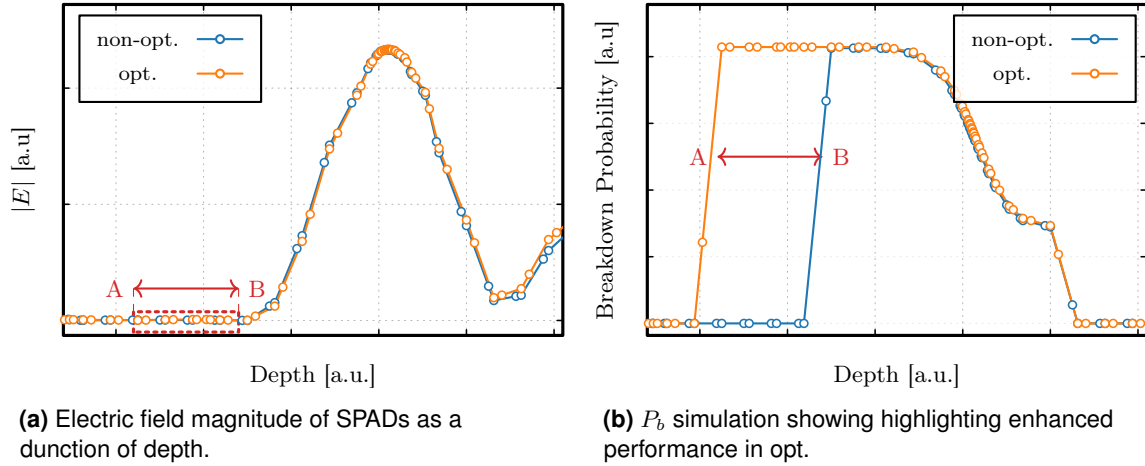 non-opt.
opt.
|E| [a.u]
A
B
Depth [a.u.]
(a) Electric field magnitude of SPADs as a
dunction of depth.
non-opt.
opt.
Breakdown Probability [a.u]
A
B
Depth [a.u.]
(b) P_b simulation showing highlighting enhanced
performance in opt.